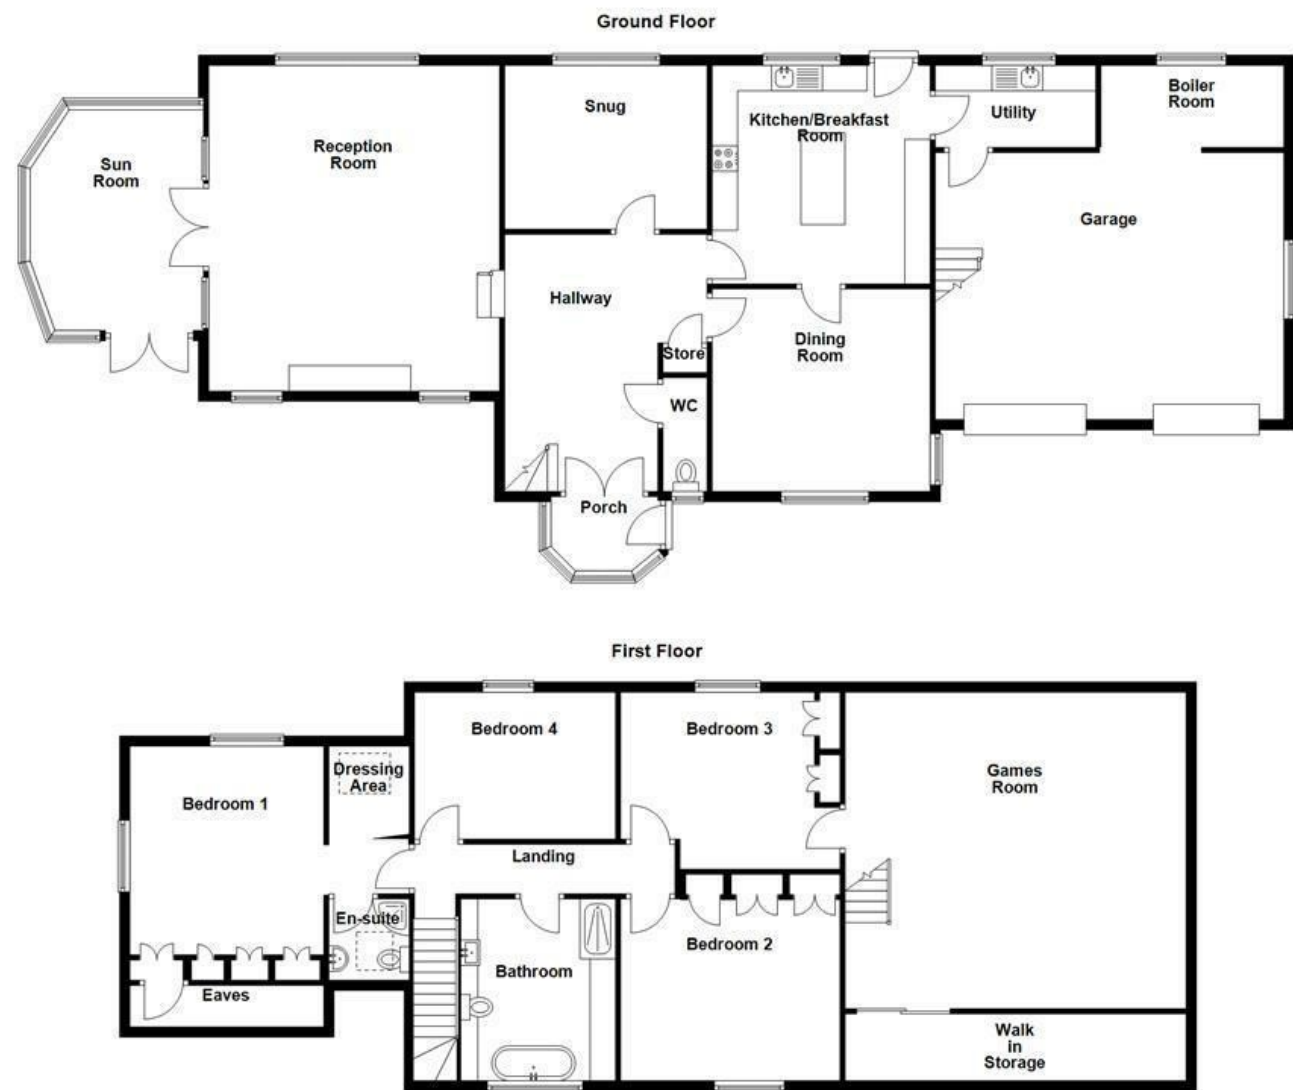 Ground Floor
Sun
Room
Reception
Room
Snug
Kitchen/Breakfast
Room
Utility
Boiler
Room
Garage
Hallway
Store
Dining
Room
WC
Porch
First Floor
Bedroom 1
Dressing
Area
Bedroom 4
Bedroom 3
Games
Room
Landing
En-suite
Bathroom
Bedroom 2
Eaves
Walk
in
Storage